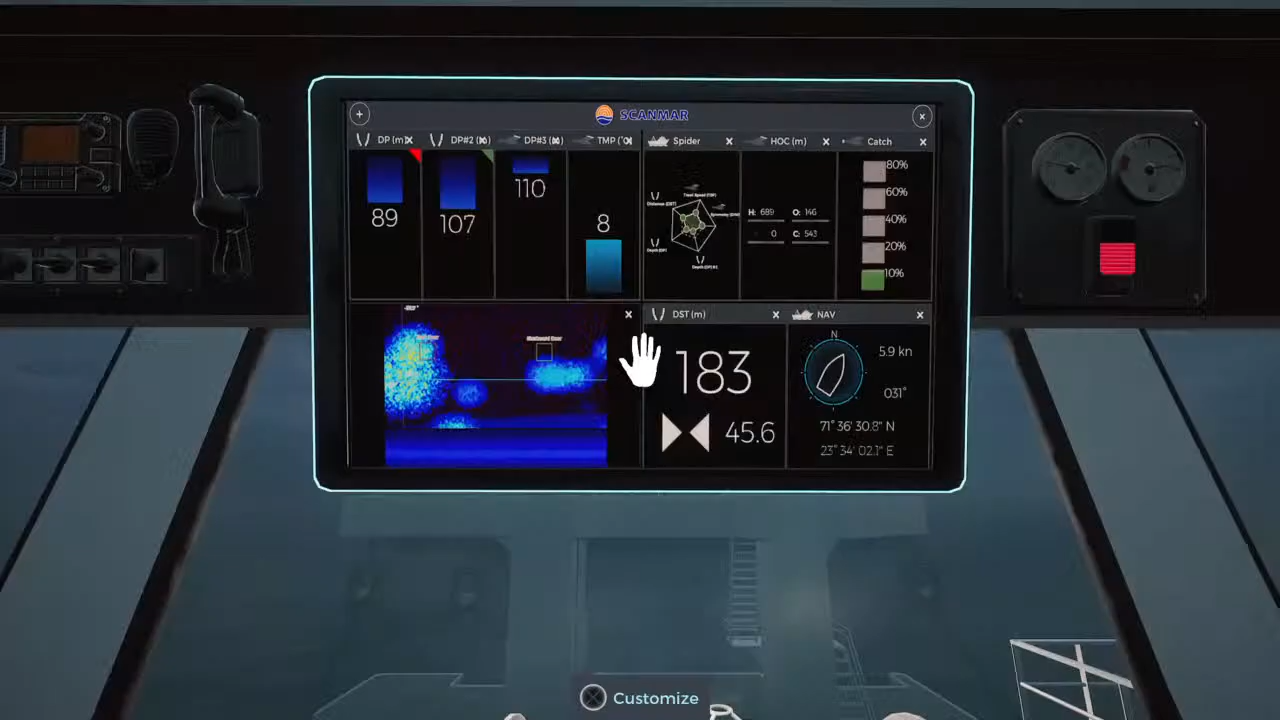 SCANMAR
DP (m)
DP#2 (m)
DP#3 (m)
TMP (°C)
Spider
HOC (m)
Catch
89
107
110
8
H: 689
O: 146
0
C: 543
80%
60%
40%
20%
10%
DST (m)
NAV
183
45.6
N
5.9 kn
031°
71° 36' 30.8" N
23° 34' 02.1" E
Customize